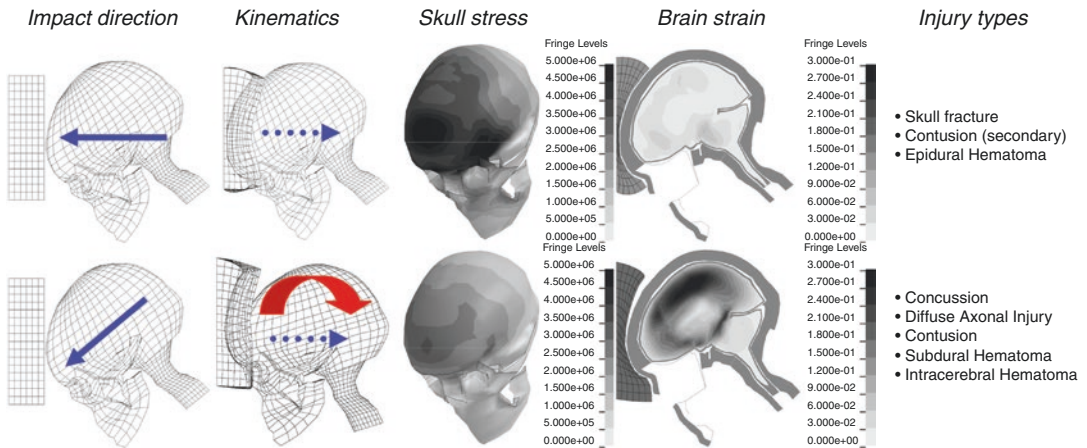 Impact direction
Kinematics
Skull stress
Brain strain
Injury types
Fringe Levels
5.000e+06
4.500e+06
4.000e+06
3.500e+06
3.000e+06
2.500e+06
2.000e+06
1.500e+06
1.000e+06
5.000e+05
0.000e+00
Fringe Levels
3.000e-01
2.700e-01
2.400e-01
2.100e-01
1.800e-01
1.500e-01
1.200e-01
9.000e-02
6.000e-02
3.000e-02
0.000e+00
• Skull fracture
• Contusion (secondary)
• Epidural Hematoma
Fringe Levels
5.000e+06
4.500e+06
4.000e+06
3.500e+06
3.000e+06
2.500e+06
2.000e+06
1.500e+06
1.000e+06
5.000e+05
0.000e+00
Fringe Levels
3.000e-01
2.700e-01
2.400e-01
2.100e-01
1.800e-01
1.500e-01
1.200e-01
9.000e-02
6.000e-02
3.000e-02
0.000e+00
• Concussion
• Diffuse Axonal Injury
• Contusion
• Subdural Hematoma
• Intracerebral Hematoma